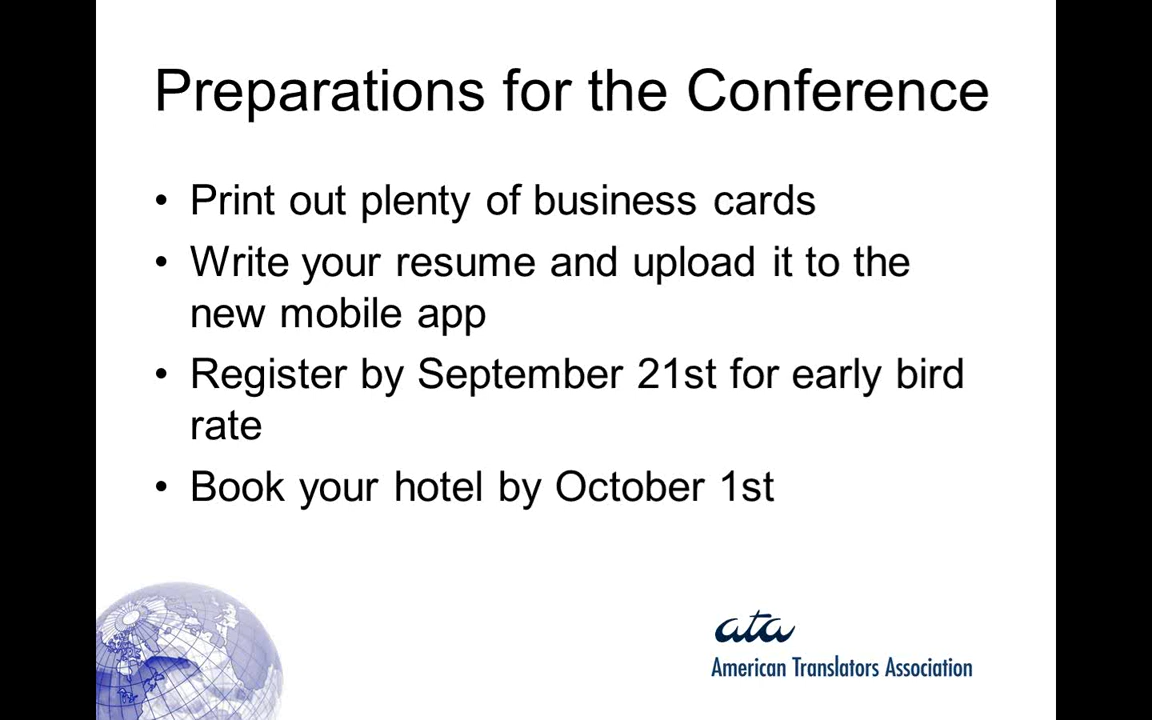 Preparations for the Conference
• Print out plenty of business cards
• Write your resume and upload it to the
new mobile app
• Register by September 21st for early bird
rate
• Book your hotel by October 1st
ata
American Translators Association